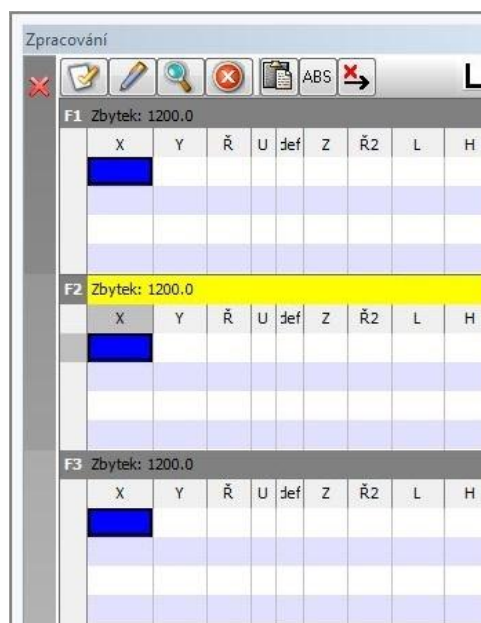 Zpracování
ABS L
F1 Zbytek: 1200.0
X Y Ř U def Z Ř2 L H
F2 Zbytek: 1200.0
X Y Ř U def Z Ř2 L H
F3 Zbytek: 1200.0
X Y Ř U def Z Ř2 L H